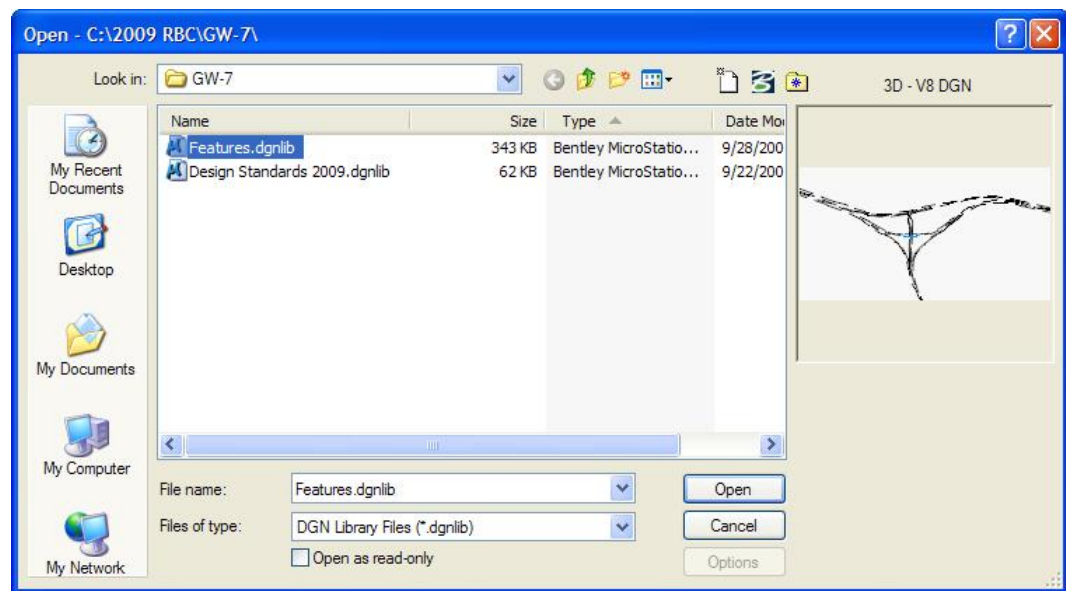 Open - C:\2009 RBC\GW-7\
Look in: GW-7
3D - V8 DGN
Name Size Type Date Mo
Features.dgnlib 343 KB Bentley MicroStatio... 9/28/200
Design Standards 2009.dgnlib 62 KB Bentley MicroStatio... 9/22/200
My Recent
Documents
Desktop
My Documents
My Computer
My Network
File name: Features.dgnlib Open
Files of type: DGN Library Files (*.dgnlib) Cancel
Open as read-only Options